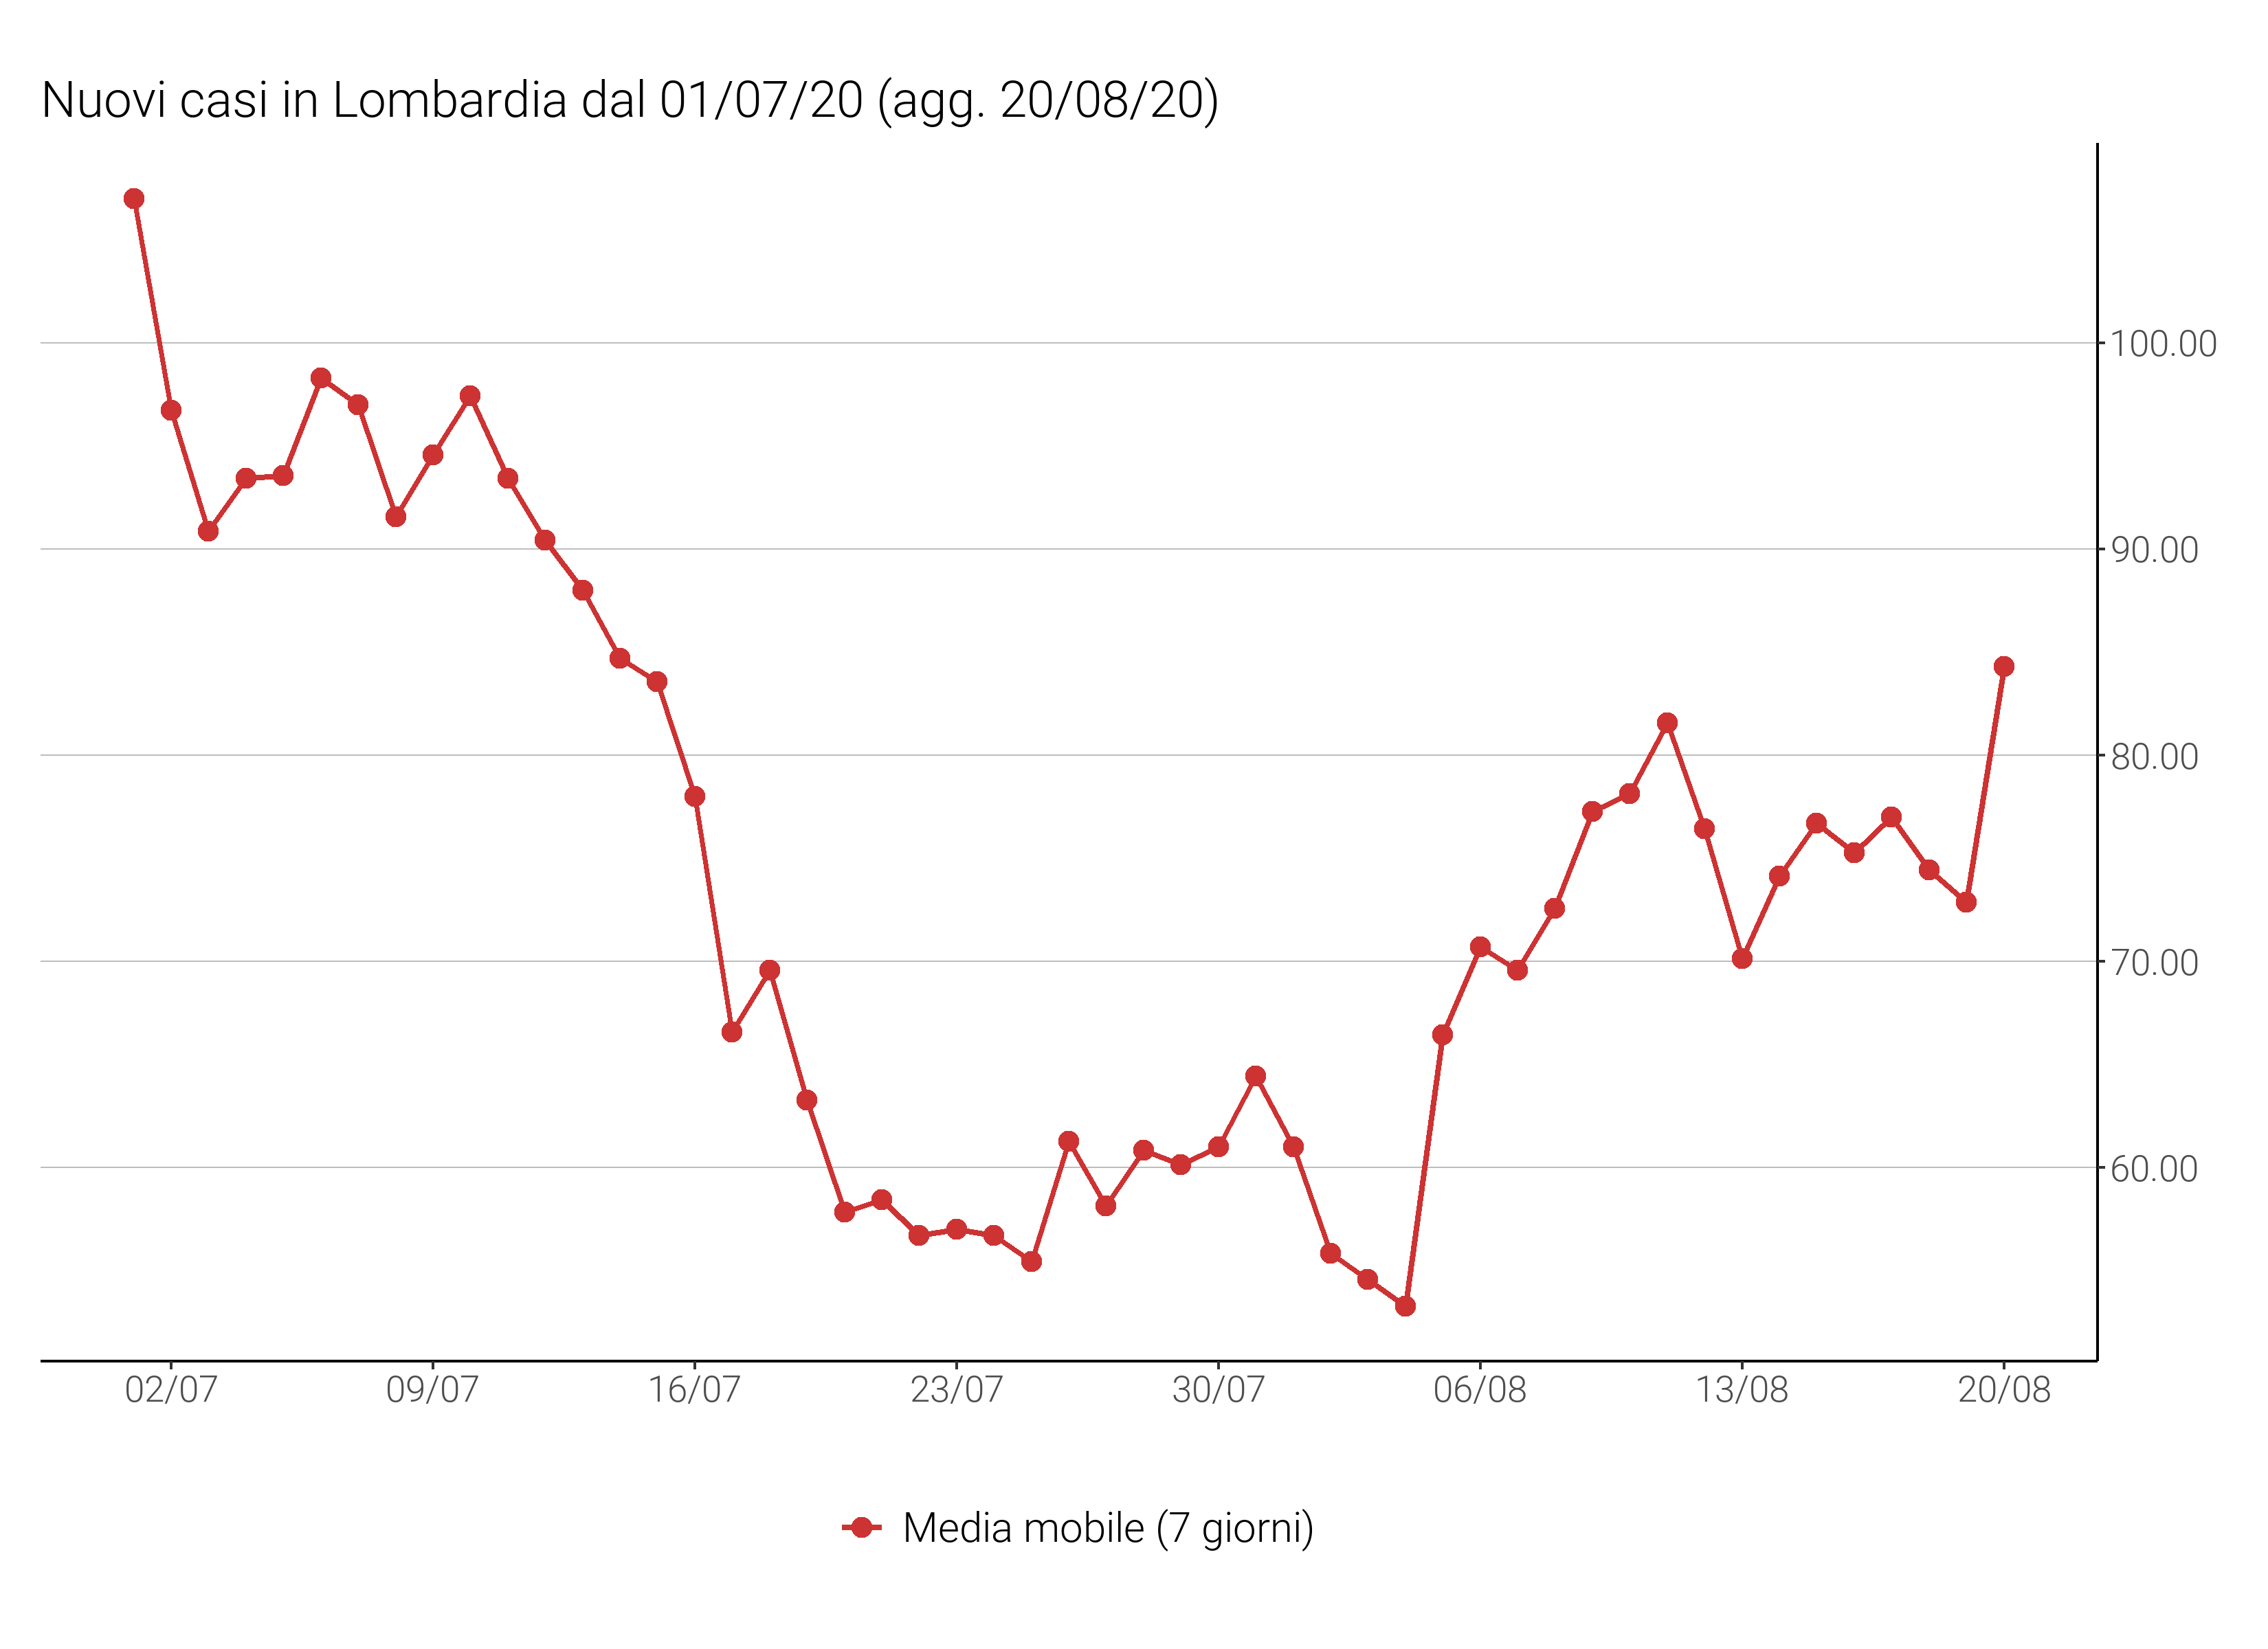 Nuovi casi in Lombardia dal 01/07/20 (agg. 20/08/20)
100.00
90.00
80.00
70.00
60.00
02/07 09/07 16/07 23/07 30/07 06/08 13/08 20/08
Media mobile (7 giorni)